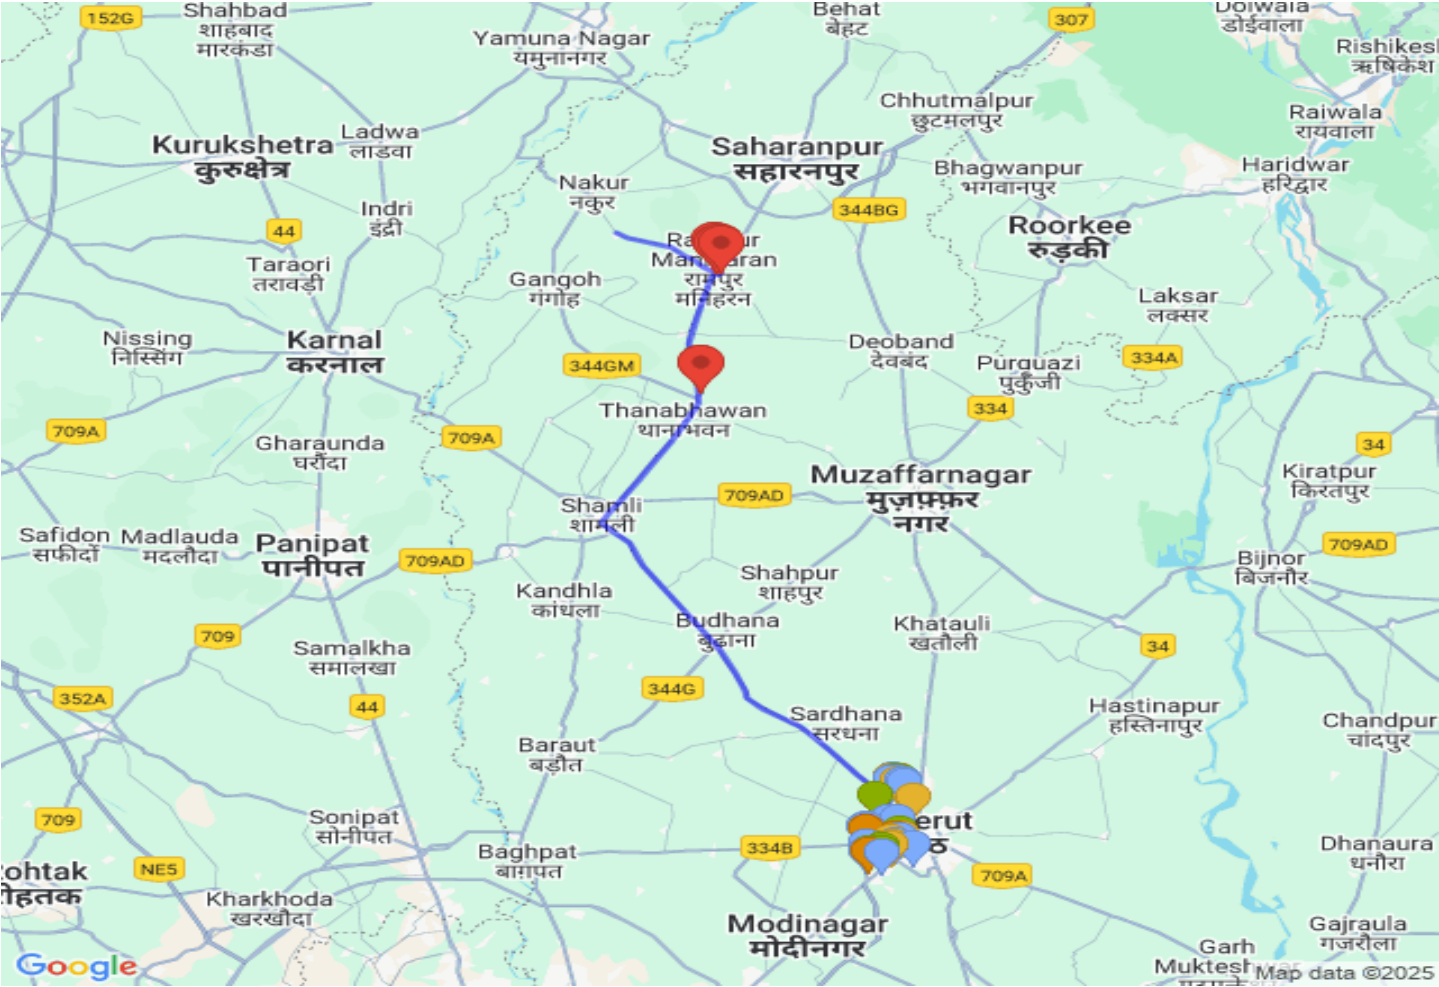 152G
Shahbad
शाहबाद
मारकंडा
Yamuna Nagar
यमुनानगर
Behat
बेहट
307
Doiwala
डोईवाला
Rishikesh
ऋषिकेश
Chhutmalpur
छुटमलपुर
Raiwala
रायवाला
Kurukshetra
कुरुक्षेत्र
Ladwa
लाडवा
Saharanpur
सहारनपुर
Bhagwanpur
भगवानपुर
Haridwar
हरिद्वार
Nakur
नकुर
Indri
इंद्री
344BG
Roorkee
रुड़की
44
Taraori
तरावड़ी
Gangoh
गंगोह
रामपुर
मनिहरन
Laksar
लक्सर
Nissing
निस्सिंग
Karnal
करनाल
344GM
Deoband
देवबंद
Purquazi
पुर्कुंजी
334A
Thanabhawan
थानाभवन
334
709A
Gharaunda
घरौंदा
709A
34
Kiratpur
किरतपुर
Muzaffarnagar
मुज़फ़्फ़र
नगर
Shamli
शामली
709AD
Safidon
सफीदों
Madlauda
मदलौदा
Panipat
पानीपत
709AD
709AD
Bijnor
बिजनौर
Kandhla
कांधला
Shahpur
शाहपुर
Budhana
बुढ़ाना
Khatauli
खतौली
709
34
Samalkha
समालखा
344G
352A
44
Sardhana
सरधना
Hastinapur
हस्तिनापुर
Chandpur
चांदपुर
Baraut
बड़ौत
709
Sonipat
सोनीपत
erut
ठ
Baghpat
बाग़पत
334B
Dhanaura
धनौरा
NE5
ohtak
रोहतक
Kharkhoda
खरखौदा
709A
Modinagar
मोदीनगर
Gajraula
गजरौला
Garh
Google
Map data ©2025